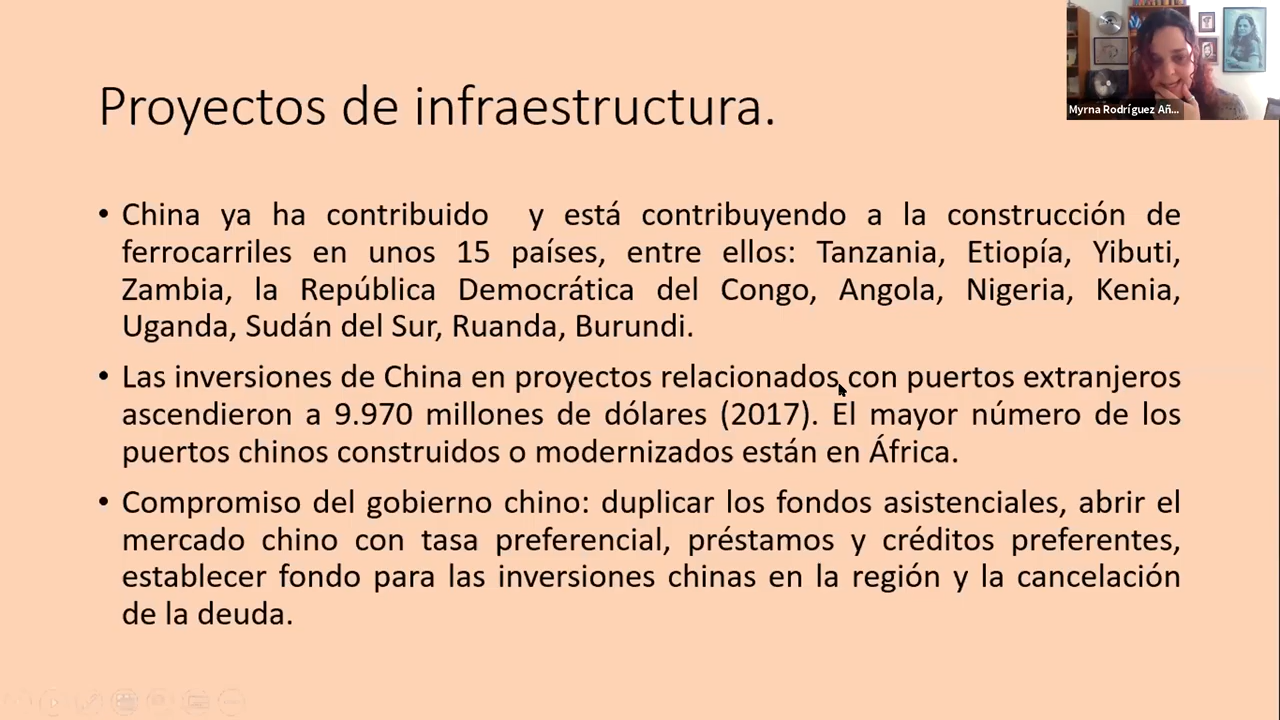 Proyectos de infraestructura.
Myrna Rodríguez Añ...
• China ya ha contribuido y está contribuyendo a la construcción de
ferrocarriles en unos 15 países, entre ellos: Tanzania, Etiopía, Yibuti,
Zambia, la República Democrática del Congo, Angola, Nigeria, Kenia,
Uganda, Sudán del Sur, Ruanda, Burundi.
• Las inversiones de China en proyectos relacionados con puertos extranjeros
ascendieron a 9.970 millones de dólares (2017). El mayor número de los
puertos chinos construidos o modernizados están en África.
• Compromiso del gobierno chino: duplicar los fondos asistenciales, abrir el
mercado chino con tasa preferencial, préstamos y créditos preferentes,
establecer fondo para las inversiones chinas en la región y la cancelación
de la deuda.